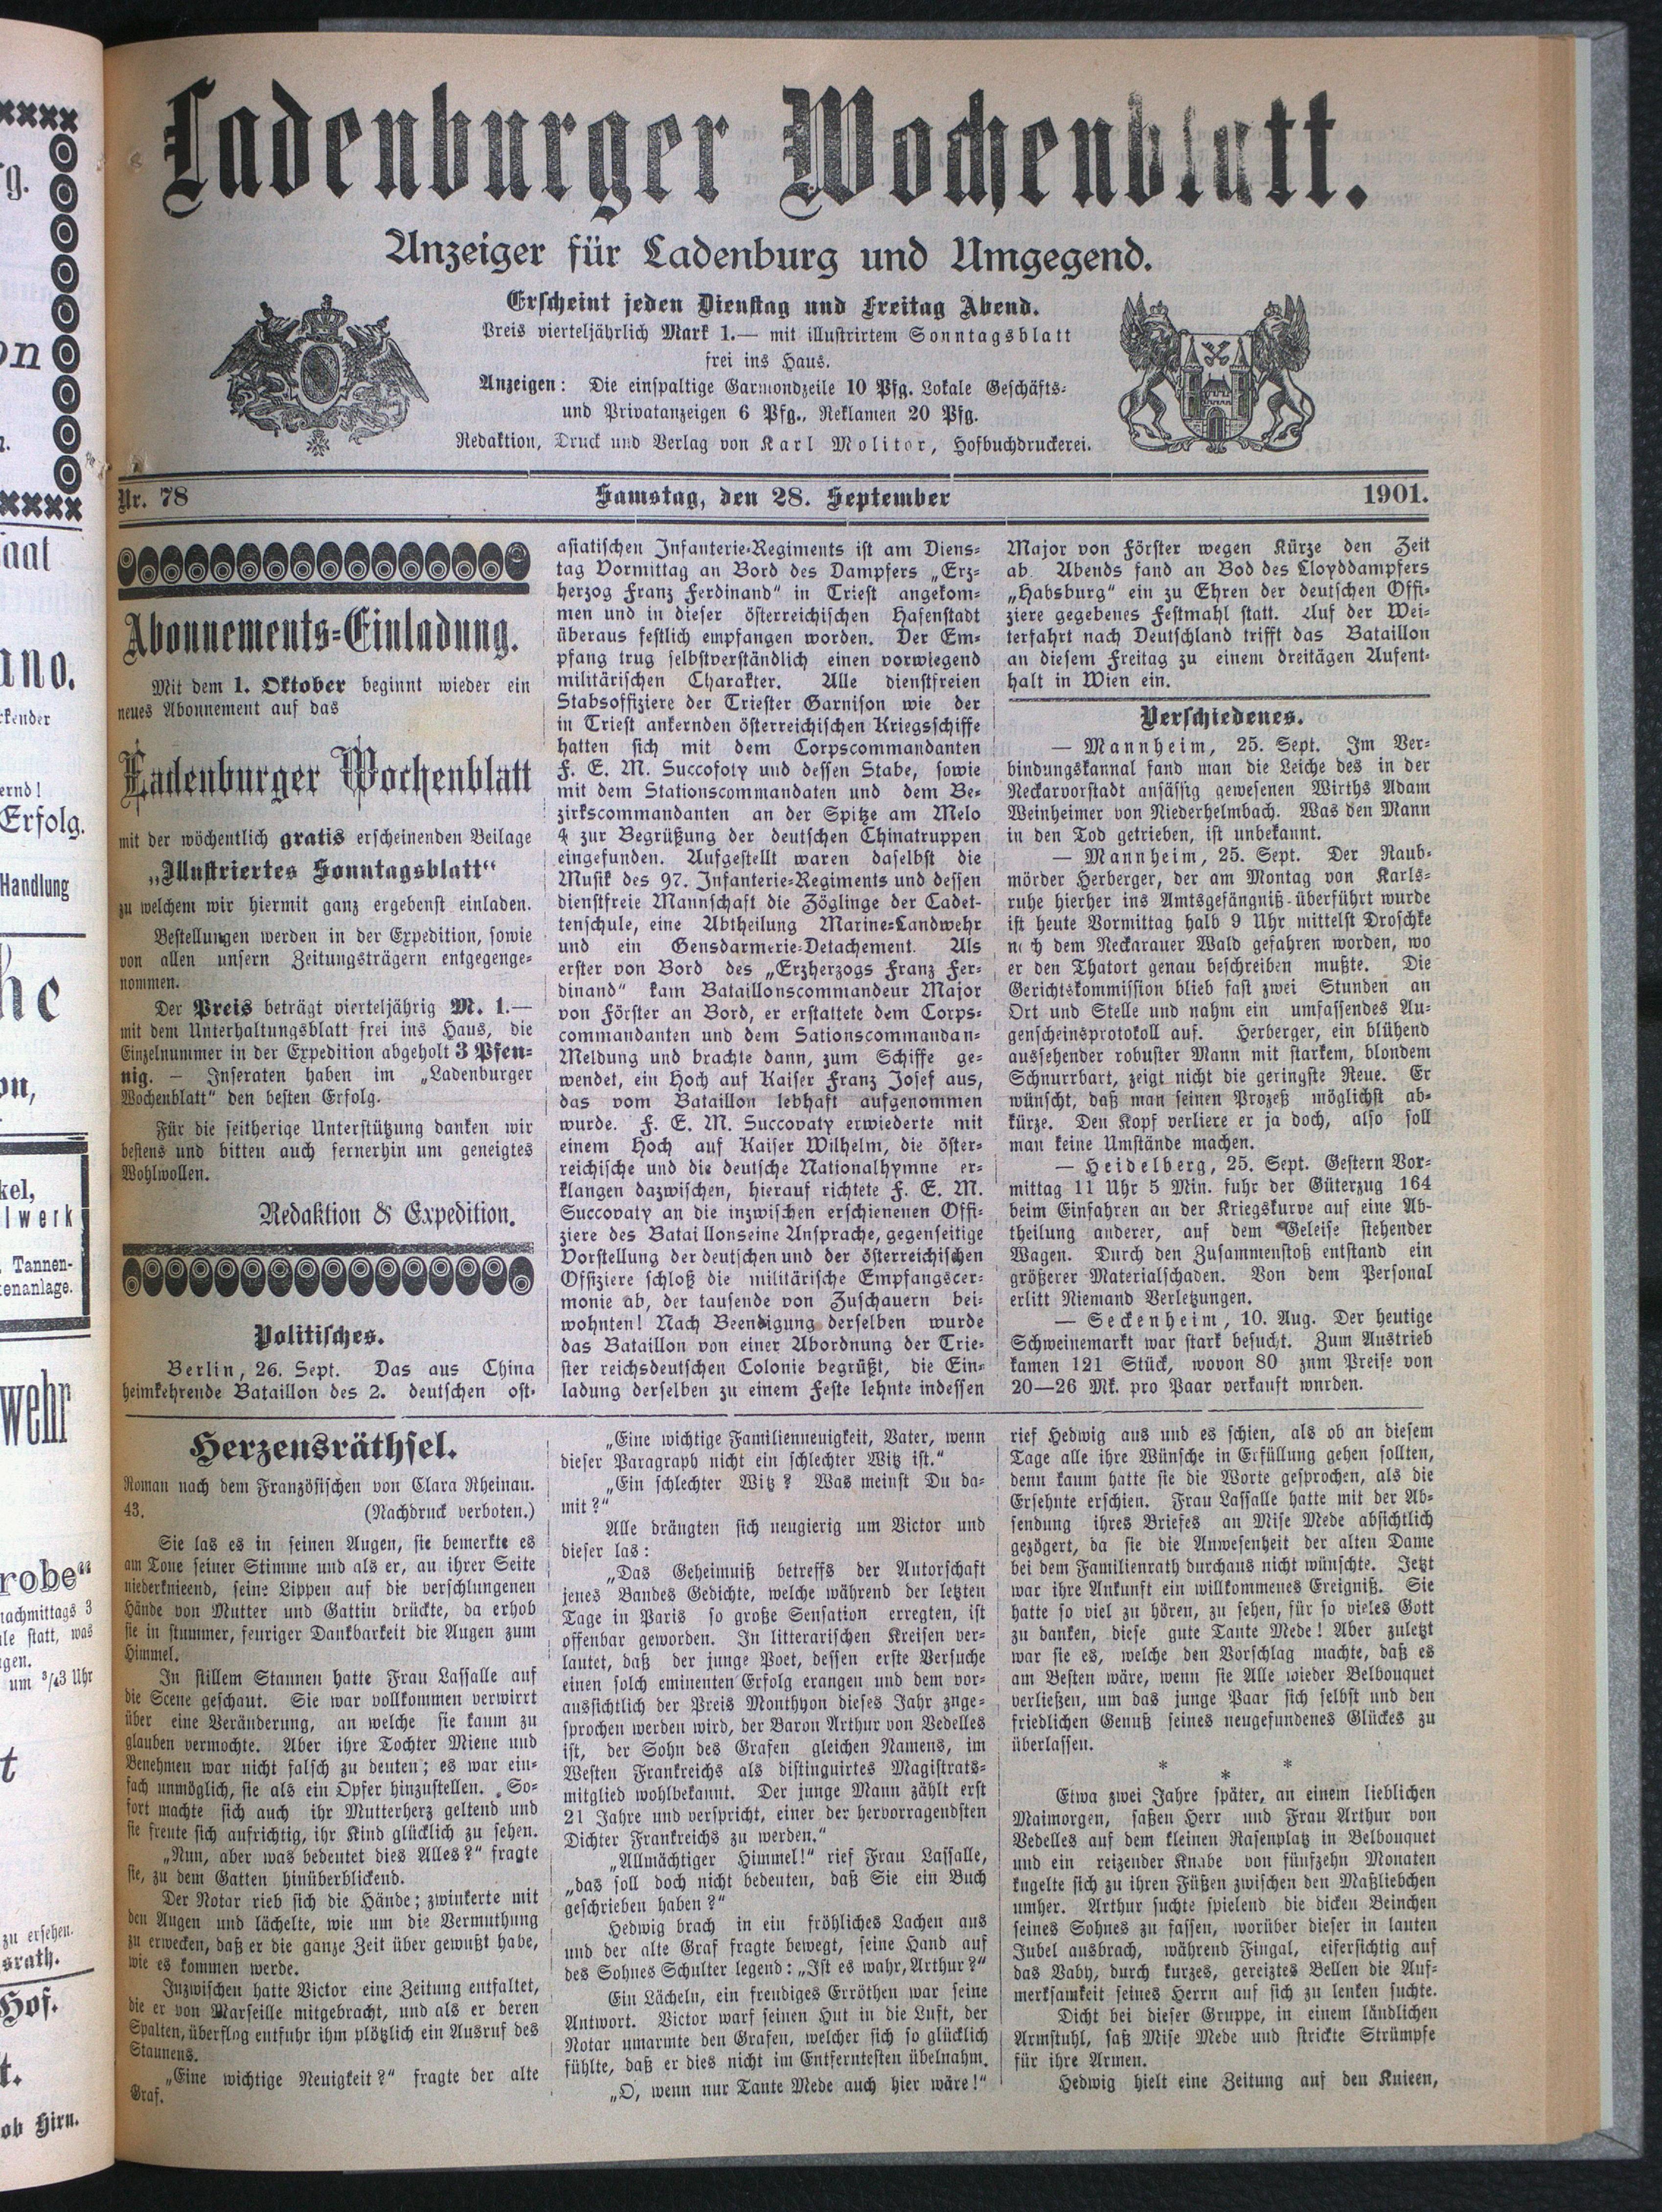 Ladenburger Wochenblatt.
Anzeiger für Ladenburg und Umgegend.
Erscheint jeden Dienstag und Freitag Abend.
Preis vierteljährlich Mark 1.— mit illustrirtem Sonntagsblatt
frei ins Haus.
Anzeigen: Die einspaltige Garmondzeile 10 Pfg. Lokale Geschäfts-
und Privatanzeigen 6 Pfg., Reklamen 20 Pfg.
Redaktion, Druck und Verlag von Karl Molitor, Hofbuchdruckerei.
Nr. 78
Samstag, den 28. September
1901.
Abonnements-Einladung.
Mit dem 1. Oktober beginnt wieder ein
neues Abonnement auf das
Ladenburger Wochenblatt
mit der wöchentlich gratis erscheinenden Beilage
„Illustriertes Sonntagsblatt“
zu welchem wir hiermit ganz ergebenst einladen.
Bestellungen werden in der Expedition, sowie
von allen unsern Zeitungsträgern entgegenge-
nommen.
Der Preis beträgt vierteljährig M. 1.—
mit dem Unterhaltungsblatt frei ins Haus, die
Einzelnummer in der Expedition abgeholt 3 Pfen-
nig. — Inseraten haben im „Ladenburger
Wochenblatt“ den besten Erfolg.
Für die seitherige Unterstützung danken wir
bestens und bitten auch fernerhin um geneigtes
Wohlwollen.
Redaktion & Expedition.
Politisches.
Berlin, 26. Sept. Das aus China
heimkehrende Bataillon des 2. deutschen ost-
asiatischen Infanterie-Regiments ist am Diens-
tag Vormittag an Bord des Dampfers „Erz-
herzog Franz Ferdinand“ in Triest angekom-
men und in dieser österreichischen Hafenstadt
überaus festlich empfangen worden. Der Em-
pfang trug selbstverständlich einen vorwiegend
militärischen Charakter. Alle dienstfreien
Stabsoffiziere der Triester Garnison wie der
in Triest ankernden österreichischen Kriegsschiffe
hatten sich mit dem Corpscommandanten
F. E. M. Succofoty und dessen Stabe, sowie
mit dem Stationscommandaten und dem Be-
zirkscommandanten an der Spitze am Melo
4 zur Begrüßung der deutschen Chinatruppen
eingefunden. Aufgestellt waren daselbst die
Musik des 97. Infanterie-Regiments und dessen
dienstfreie Mannschaft die Zöglinge der Cadet-
tenschule, eine Abtheilung Marine-Landwehr
und ein Gensdarmerie-Detachement. Als
erster von Bord des „Erzherzogs Franz Fer-
dinand“ kam Bataillonscommandeur Major
von Förster an Bord, er erstattete dem Corps-
commandanten und dem Sationscommandan-
Meldung und brachte dann, zum Schiffe ge-
wendet, ein Hoch auf Kaiser Franz Josef aus,
das vom Bataillon lebhaft aufgenommen
wurde. F. E. M. Succovaty erwiederte mit
einem Hoch auf Kaiser Wilhelm, die öster-
reichische und die deutsche Nationalhymne er-
klangen dazwischen, hierauf richtete F. E. M.
Succovaty an die inzwischen erschienenen Offi-
ziere des Batai llonseine Ansprache, gegenseitige
Vorstellung der deutschen und der österreichischen
Offiziere schloß die militärische Empfangscer-
monie ab, der tausende von Zuschauern bei-
wohnten! Nach Beendigung derselben wurde
das Bataillon von einer Abordnung der Trie-
ster reichsdeutschen Colonie begrüßt, die Ein-
ladung derselben zu einem Feste lehnte indessen
Major von Förster wegen Kürze den Zeit
ab. Abends fand an Bod des Lloyddampfers
„Habsburg“ ein zu Ehren der deutschen Offi-
ziere gegebenes Festmahl statt. Auf der Wei-
terfahrt nach Deutschland trifft das Bataillon
an diesem Freitag zu einem dreitägen Aufent-
halt in Wien ein.
Verschiedenes.
— Mannheim, 25. Sept. Im Ver-
bindungskannal fand man die Leiche des in der
Neckarvorstadt ansässig gewesenen Wirths Adam
Weinheimer von Niederhelmbach. Was den Mann
in den Tod getrieben, ist unbekannt.
— Mannheim, 25. Sept. Der Raub-
mörder Herberger, der am Montag von Karls-
ruhe hierher ins Amtsgefängniß überführt wurde
ist heute Vormittag halb 9 Uhr mittelst Droschke
nach dem Neckarauer Wald gefahren worden, wo
er den Thatort genau beschreiben mußte. Die
Gerichtskommission blieb fast zwei Stunden an
Ort und Stelle und nahm ein umfassendes Au-
genscheinsprotokoll auf. Herberger, ein blühend
aussehender robuster Mann mit starkem, blondem
Schnurrbart, zeigt nicht die geringste Reue. Er
wünscht, daß man seinen Prozeß möglichst ab-
kürze. Den Kopf verliere er ja doch, also soll
man keine Umstände machen.
— Heidelberg, 25. Sept. Gestern Vor-
mittag 11 Uhr 5 Min. fuhr der Güterzug 164
beim Einfahren an der Kriegskurve auf eine Ab-
theilung anderer, auf dem Geleise stehender
Wagen. Durch den Zusammenstoß entstand ein
größerer Materialschaden. Von dem Personal
erlitt Niemand Verletzungen.
— Seckenheim, 10. Aug. Der heutige
Schweinemarkt war stark besucht. Zum Austrieb
kamen 121 Stück, wovon 80 znm Preise von
20—26 Mk. pro Paar verkauft wnrden.
Herzensräthsel.
Roman nach dem Französischen von Clara Rheinau.
43. (Nachdruck verboten.)
Sie las es in seinen Augen, sie bemerkte es
am Tone seiner Stimme und als er, an ihrer Seite
niederknieend, seine Lippen auf die verschlungenen
Hände von Mutter und Gattin drückte, da erhob
sie in stummer, feuriger Dankbarkeit die Augen zum
Himmel.
In stillem Staunen hatte Frau Lassalle auf
die Scene geschaut. Sie war vollkommen verwirrt
über eine Veränderung, an welche sie kaum zu
glauben vermochte. Aber ihre Tochter Miene und
Benehmen war nicht falsch zu deuten; es war ein-
fach unmöglich, sie als ein Opfer hinzustellen. So-
fort machte sich auch ihr Mutterherz geltend und
sie freute sich aufrichtig, ihr Kind glücklich zu sehen.
„Nun, aber was bedeutet dies Alles?“ fragte
sie, zu dem Gatten hinüberblickend.
Der Notar rieb sich die Hände; zwinkerte mit
den Augen und lächelte, wie um die Vermuthung
zu erwecken, daß er die ganze Zeit über gewußt habe,
wie es kommen werde.
Inzwischen hatte Victor eine Zeitung entfaltet,
die er von Marseille mitgebracht, und als er deren
Spalten, überflog entfuhr ihm plötzlich ein Ausruf des
Staunens.
„Eine wichtige Neuigkeit?“ fragte der alte
Graf.
„Eine wichtige Familienneuigkeit, Vater, wenn
dieser Paragraph nicht ein schlechter Witz ist.“
„Ein schlechter Witz? Was meinst Du da-
mit?“
Alle drängten sich neugierig um Victor und
dieser las:
„Das Geheimniß betreffs der Autorschaft
jenes Bandes Gedichte, welche während der letzten
Tage in Paris so große Sensation erregten, ist
offenbar geworden. In litterarischen Kreisen ver-
lautet, daß der junge Poet, dessen erste Versuche
einen solch eminenten Erfolg erangen und dem vor-
aussichtlich der Preis Monthyon dieses Jahr znge-
sprochen werden wird, der Baron Arthur von Vedelles
ist, der Sohn des Grafen gleichen Namens, im
Westen Frankreichs als distinguirtes Magistrats-
mitglied wohlbekannt. Der junge Mann zählt erst
21 Jahre und verspricht, einer der hervorragendsten
Dichter Frankreichs zu werden.“
„Allmächtiger Himmel!“ rief Frau Lassalle,
„das soll doch nicht bedeuten, daß Sie ein Buch
geschrieben haben?“
Hedwig brach in ein fröhliches Lachen aus
und der alte Graf fragte bewegt, seine Hand auf
des Sohnes Schulter legend: „Ist es wahr, Arthur?“
Ein Lächeln, ein freudiges Erröthen war seine
Antwort. Victor warf seinen Hut in die Luft, der
Notar umarmte den Grafen, welcher sich so glücklich
fühlte, daß er dies nicht im Entferntesten übelnahm.
„O, wenn nur Tante Mede auch hier wäre!“
rief Hedwig aus und es schien, als ob an diesem
Tage alle ihre Wünsche in Erfüllung gehen sollten,
denn kaum hatte sie die Worte gesprochen, als die
Ersehnte erschien. Frau Lassalle hatte mit der Ab-
sendung ihres Briefes an Mise Mede absichtlich
gezögert, da sie die Anwesenheit der alten Dame
bei dem Familienrath durchaus nicht wünschte. Jetzt
war ihre Ankunft ein willkommenes Ereigniß. Sie
hatte so viel zu hören, zu sehen, für so vieles Gott
zu danken, diese gute Tante Mede! Aber zuletzt
war sie es, welche den Vorschlag machte, daß es
am Besten wäre, wenn sie Alle wieder Belbouquet
verließen, um das junge Paar sich selbst und den
friedlichen Genuß seines neugefundenes Glückes zu
überlassen.
* * *
Etwa zwei Jahre später, an einem lieblichen
Maimorgen, saßen Herr und Frau Arthur von
Vedelles auf dem kleinen Rasenplatz in Belbouquet
und ein reizender Knabe von fünfzehn Monaten
kugelte sich zu ihren Füßen zwischen den Maßliebchen
umher. Arthur suchte spielend die dicken Beinchen
seines Sohnes zu fassen, worüber dieser in lauten
Jubel ausbrach, während Fingal, eifersichtig auf
das Baby, durch kurzes, gereiztes Bellen die Auf-
merksamkeit seines Herrn auf sich zu lenken suchte.
Dicht bei dieser Gruppe, in einem ländlichen
Armstuhl, saß Mise Mede und strickte Strümpfe
für ihre Armen.
Hedwig hielt eine Zeitung auf den Knieen,